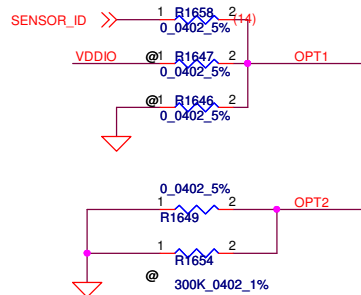 SENSOR_ID 1 R1658 2 (14)
0_0402_5%
VDDIO @ 1 R1647 2 OPT1
0_0402_5%
@ 1 R1646 2
0_0402_5%
0_0402_5%
1 2 OPT2
R1649
1 R1654 2
@ 300K_0402_1%